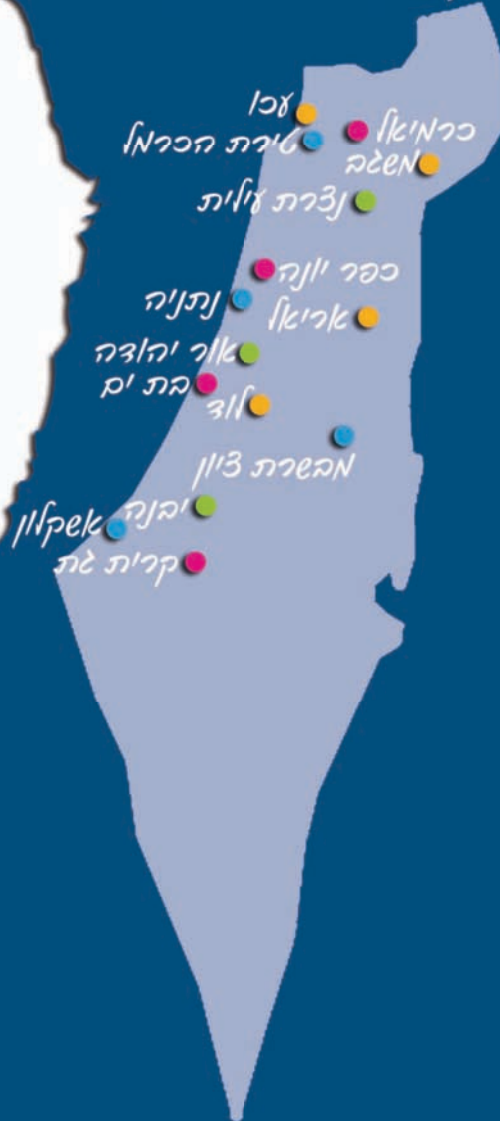 עכו
כרמיאל
טירת הכרמל
משגב
נצרת עילית
כפר יונה
נתניה
אריאל
אור יהודה
בת ים
לוד
מבשרת ציון
יבנה
אשקלון
קרית גת